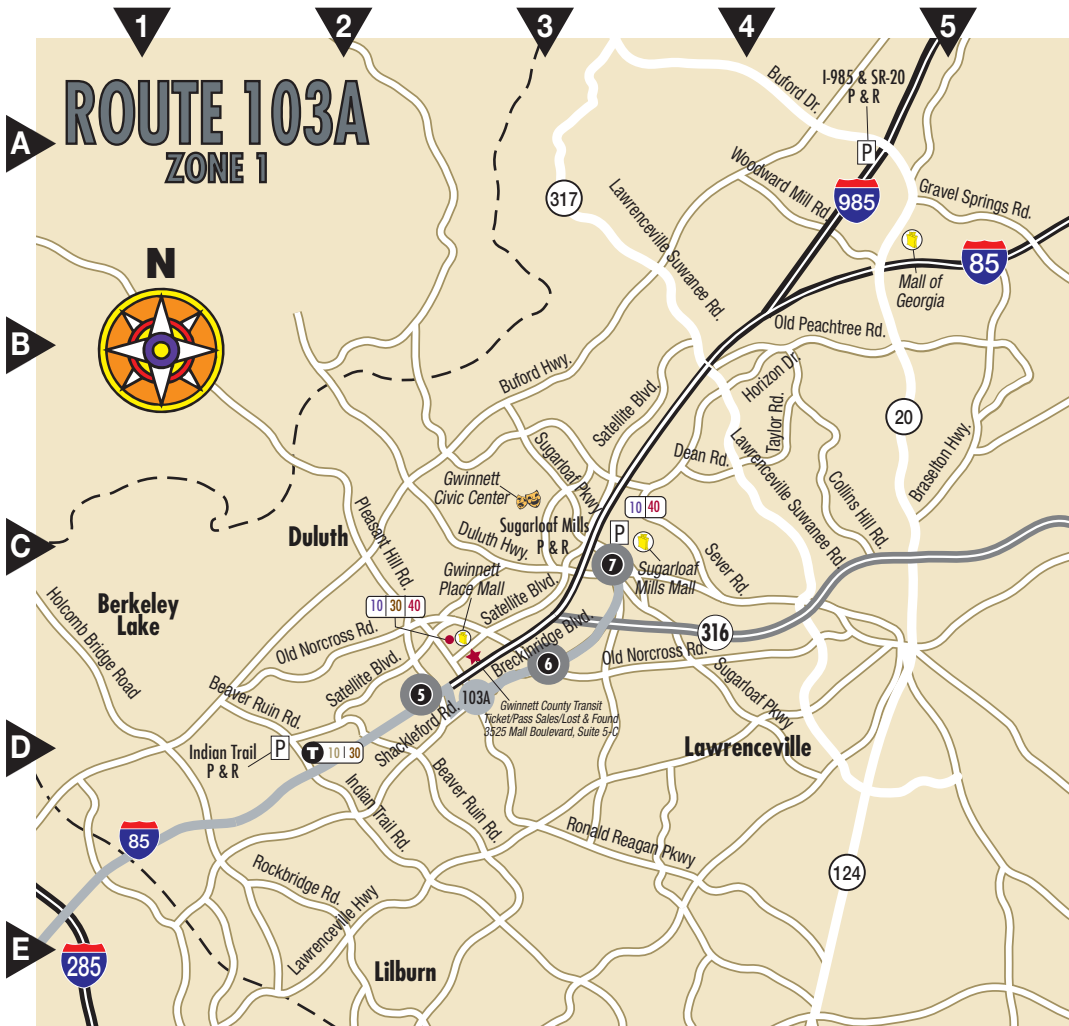 1
2
3
4
5
A
B
C
D
E
ROUTE 103A
ZONE 1
N
I-985 & SR-20
P & R
P
Buford Dr.
Woodward Mill Rd.
985
Gravel Springs Rd.
317
Lawrenceville Suwanee Rd.
85
Mall of
Georgia
Old Peachtree Rd.
Buford Hwy.
Satellite Blvd.
Horizon Dr.
Taylor Rd.
Dean Rd.
20
Braselton Hwy.
Collins Hill Rd.
Lawrenceville Suwanee Rd.
Sugarloaf Pkwy.
Gwinnett
Civic Center
Pleasant Hill Rd.
Duluth
Duluth Hwy.
Sugarloaf Mills
P & R
10 40
P
7
Sugarloaf
Mills Mall
Sever Rd.
316
Gwinnett
Place Mall
Satellite Blvd.
10 30 40
Old Norcross Rd.
Berkeley
Lake
Holcomb Bridge Road
Breckinridge Blvd.
6
Old Norcross Rd.
Sugarloaf Pkwy
Satellite Blvd.
Beaver Ruin Rd.
5
103A
Gwinnett County Transit
Ticket/Pass Sales/Lost & Found
3525 Mall Boulevard, Suite 5-C
Shackleford Rd.
Lawrenceville
Indian Trail
P & R
P
T 10 30
Indian Trail Rd.
Beaver Ruin Rd.
Ronald Reagan Pkwy
85
124
Rockbridge Rd.
Lawrenceville Hwy
285
Lilburn